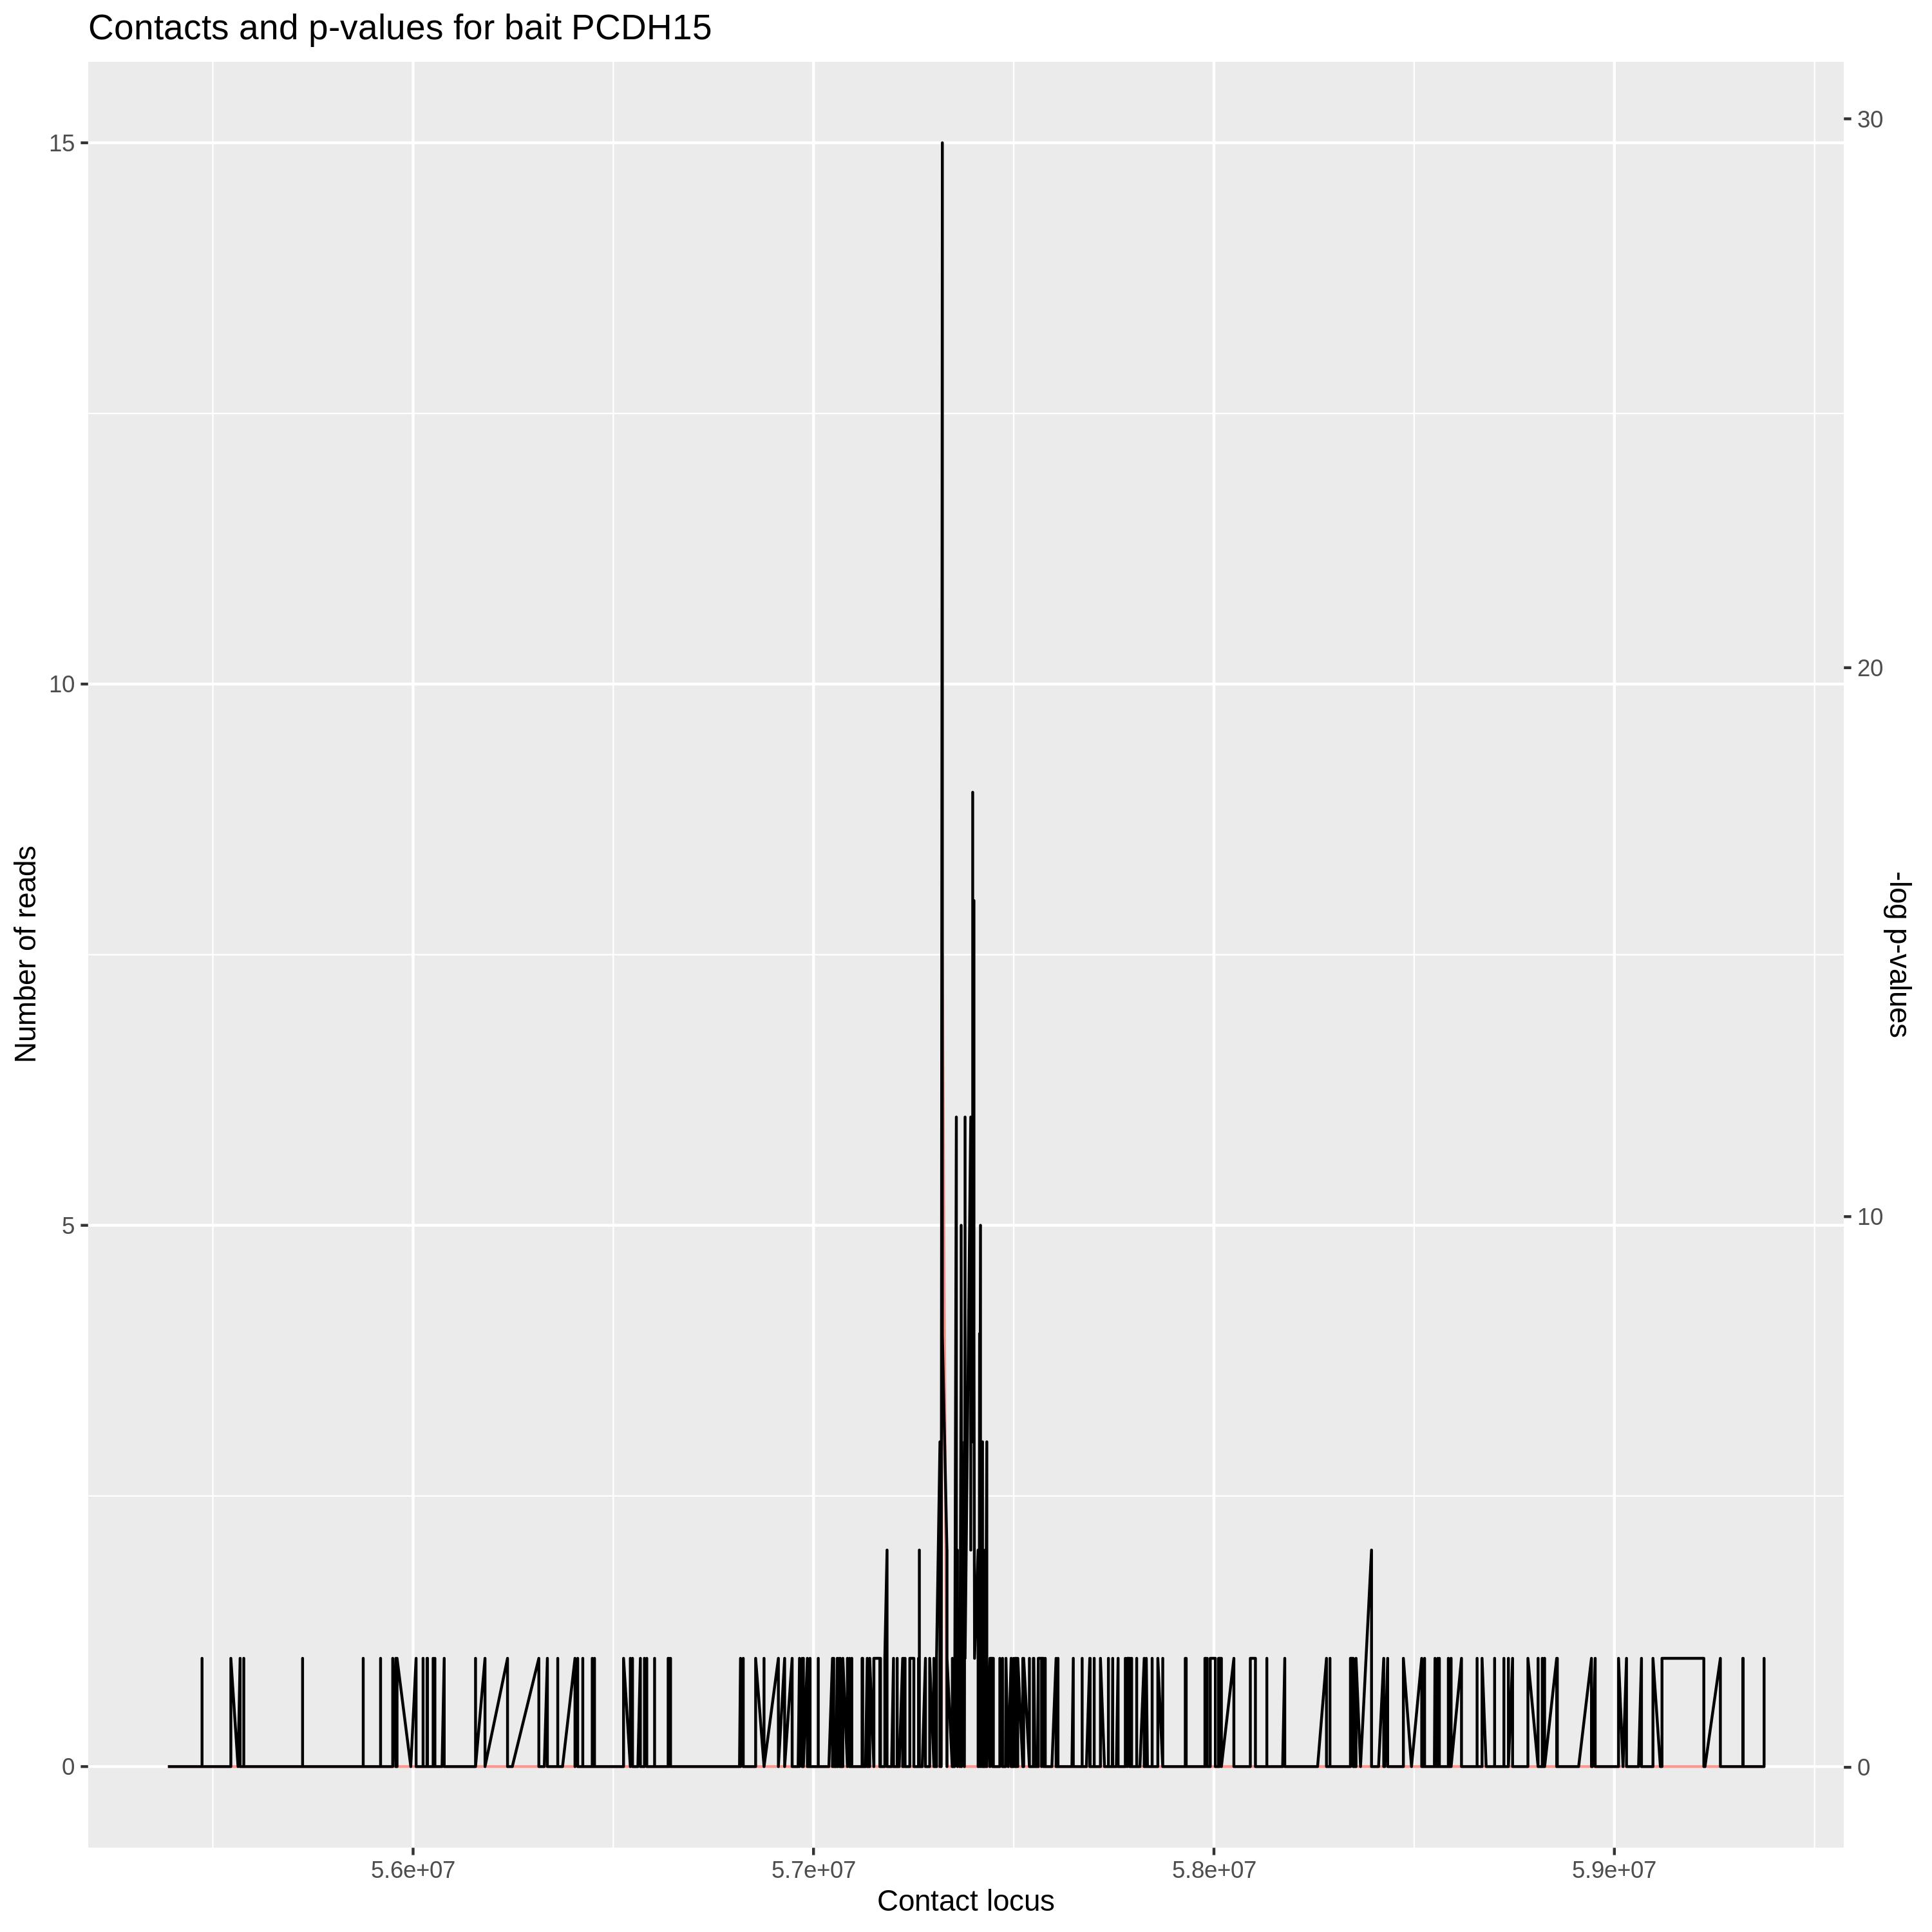 Contacts and p-values for bait PCDH15
15
10
5
0
Number of reads
30
20
10
0
-log p-values
5.6e+07
5.7e+07
5.8e+07
5.9e+07
Contact locus